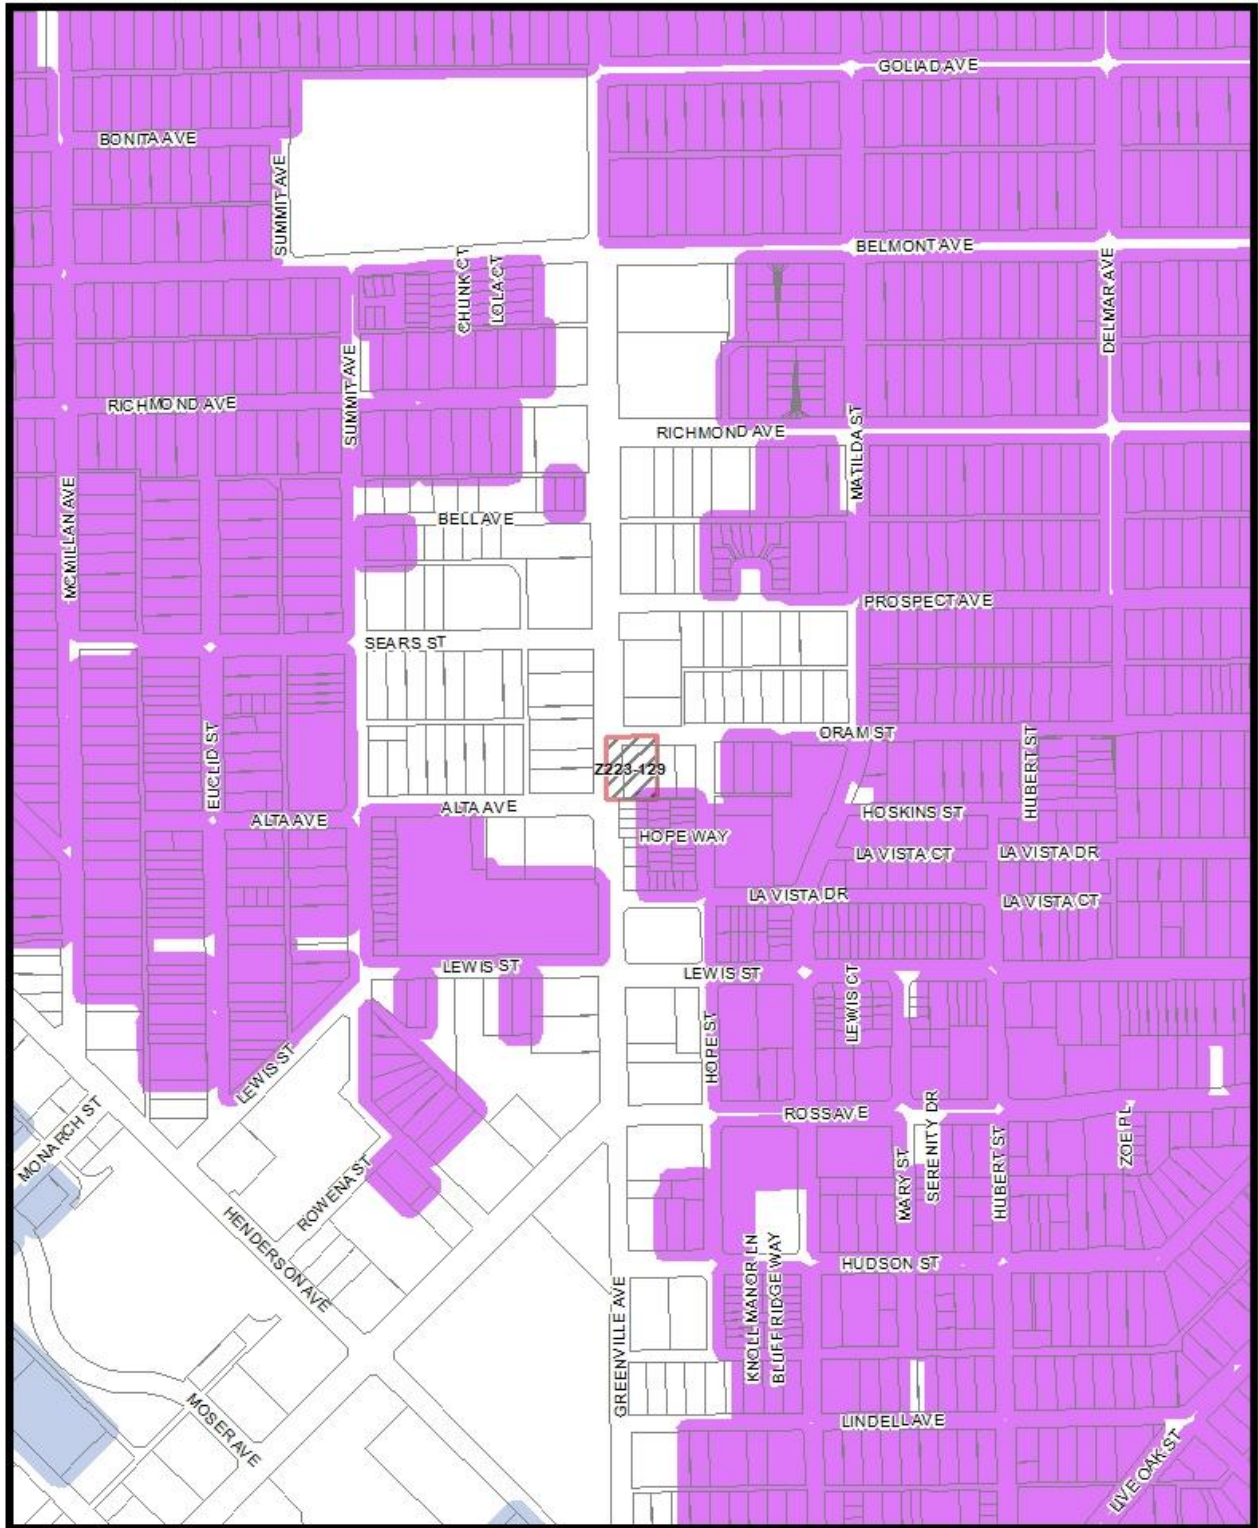 GOLIAD AVE
BONITA AVE
SUMMIT AVE
BELMONT AVE
CHUNK CT
LOLA CT
DELMAR AVE
SUMMIT AVE
RICHMOND AVE
RICHMOND AVE
MATILDA ST
MCMILLAN AVE
BELL AVE
PROSPECT AVE
SEARS ST
EUCLID ST
ORAM ST
HUBERT ST
Z223-129
ALTA AVE
ALTA AVE
HOSKINS ST
HOPE WAY
LA VISTA CT
LA VISTA DR
LA VISTA DR
LA VISTA CT
LEWIS ST
LEWIS ST
LEWIS CT
HOPE ST
LEWIS ST
ROSS AVE
MONARCH ST
ROWENA ST
MARY ST
SERENITY DR
HUBERT ST
ZOE PL
HENDERSON AVE
HUDSON ST
KNOLL MANOR LN
BLUFF RIDGE WAY
GREENVILLE AVE
MOSER AVE
LINDELL AVE
LIVE OAK ST